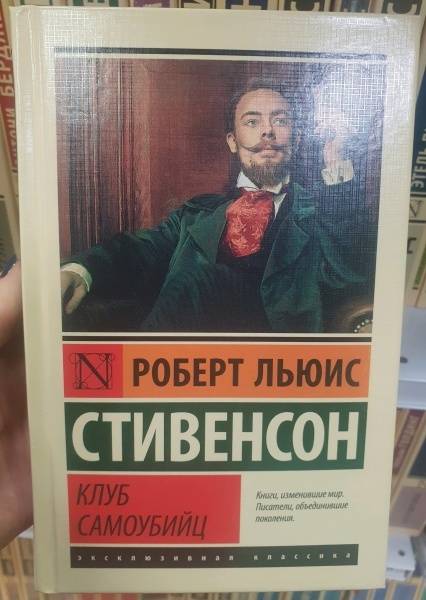 N
РОБЕРТ ЛЬЮИС
СТИВЕНСОН
КЛУБ
САМОУБИЙЦ
Книги, изменившие мир.
Писатели, объединившие
поколения.
эксклюзивная классика